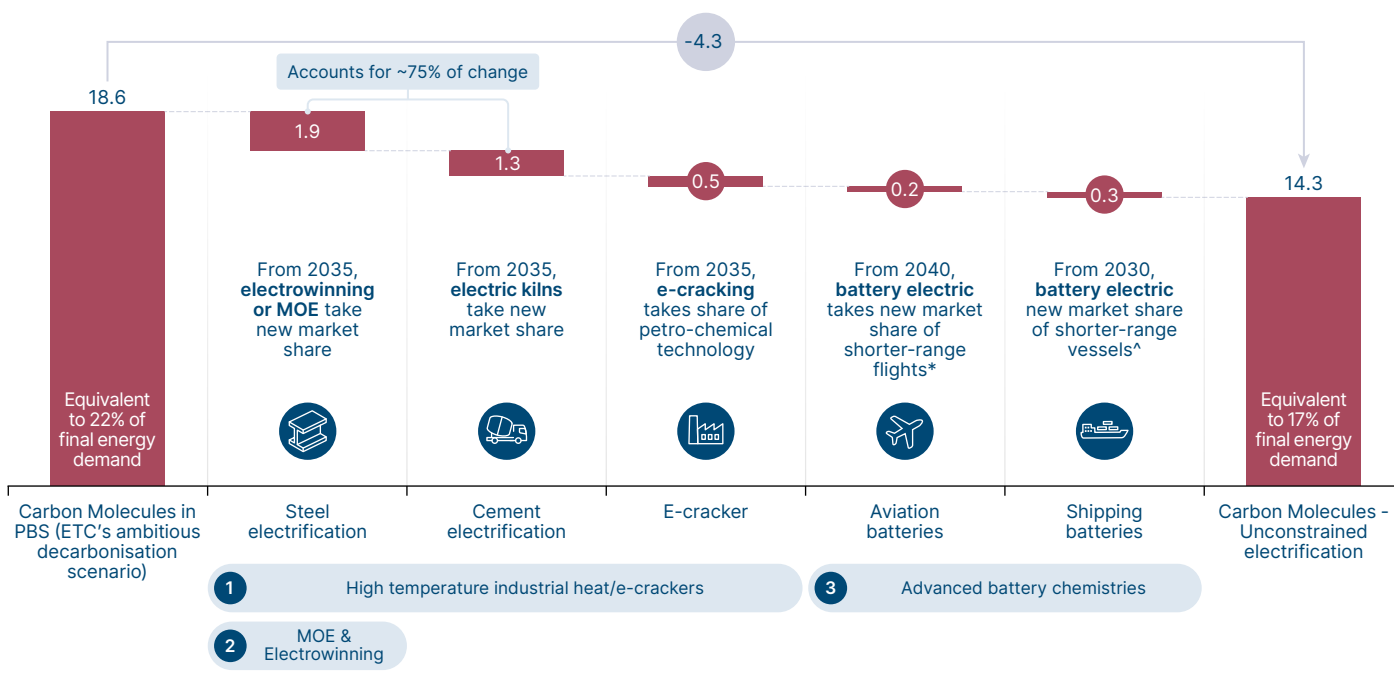 -4.3
Accounts for ~75% of change
18.6
1.9
1.3
0.5
0.2
0.3
14.3
From 2035,
electrowinning
or MOE take
new market
share
From 2035,
electric kilns
take new
market share
From 2035,
e-cracking
takes share of
petro-chemical
technology
From 2040,
battery electric
takes new market
share of
shorter-range
flights*
From 2030,
battery electric
new market share
of shorter-range
vessels^
Equivalent
to 22% of
final energy
demand
Equivalent
to 17% of
final energy
demand
Carbon Molecules in
PBS (ETC's ambitious
decarbonisation
scenario)
Steel
electrification
Cement
electrification
E-cracker
Aviation
batteries
Shipping
batteries
Carbon Molecules -
Unconstrained
electrification
1 High temperature industrial heat/e-crackers
3 Advanced battery chemistries
2 MOE &
Electrowinning